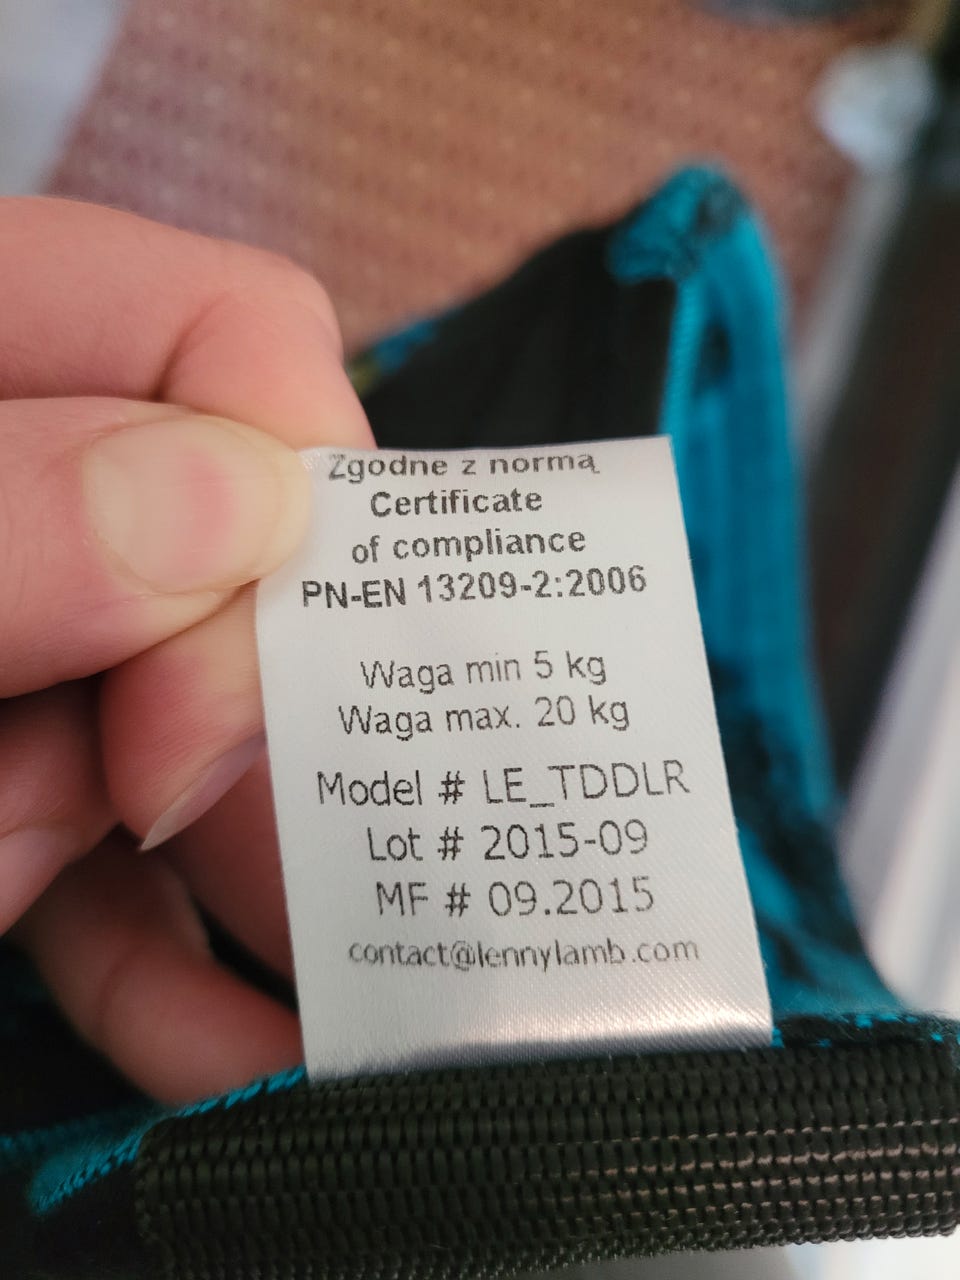 Zgodne z normą
Certificate
of compliance
PN-EN 13209-2:2006
Waga min 5 kg
Waga max. 20 kg
Model # LE_TDDLR
Lot # 2015-09
MF # 09.2015
contact@lennylamb.com